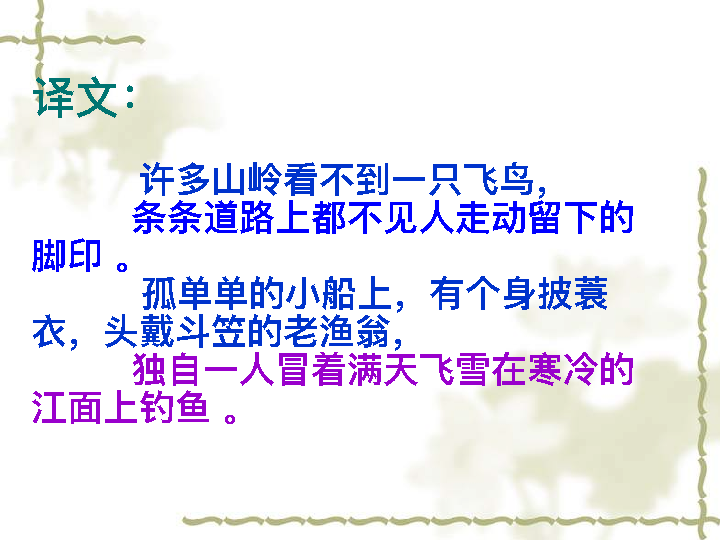 译文：
许多山岭看不到一只飞鸟，
条条道路上都不见人走动留下的
脚印 。
孤单单的小船上，有个身披蓑
衣，头戴斗笠的老渔翁，
独自一人冒着满天飞雪在寒冷的
江面上钓鱼 。